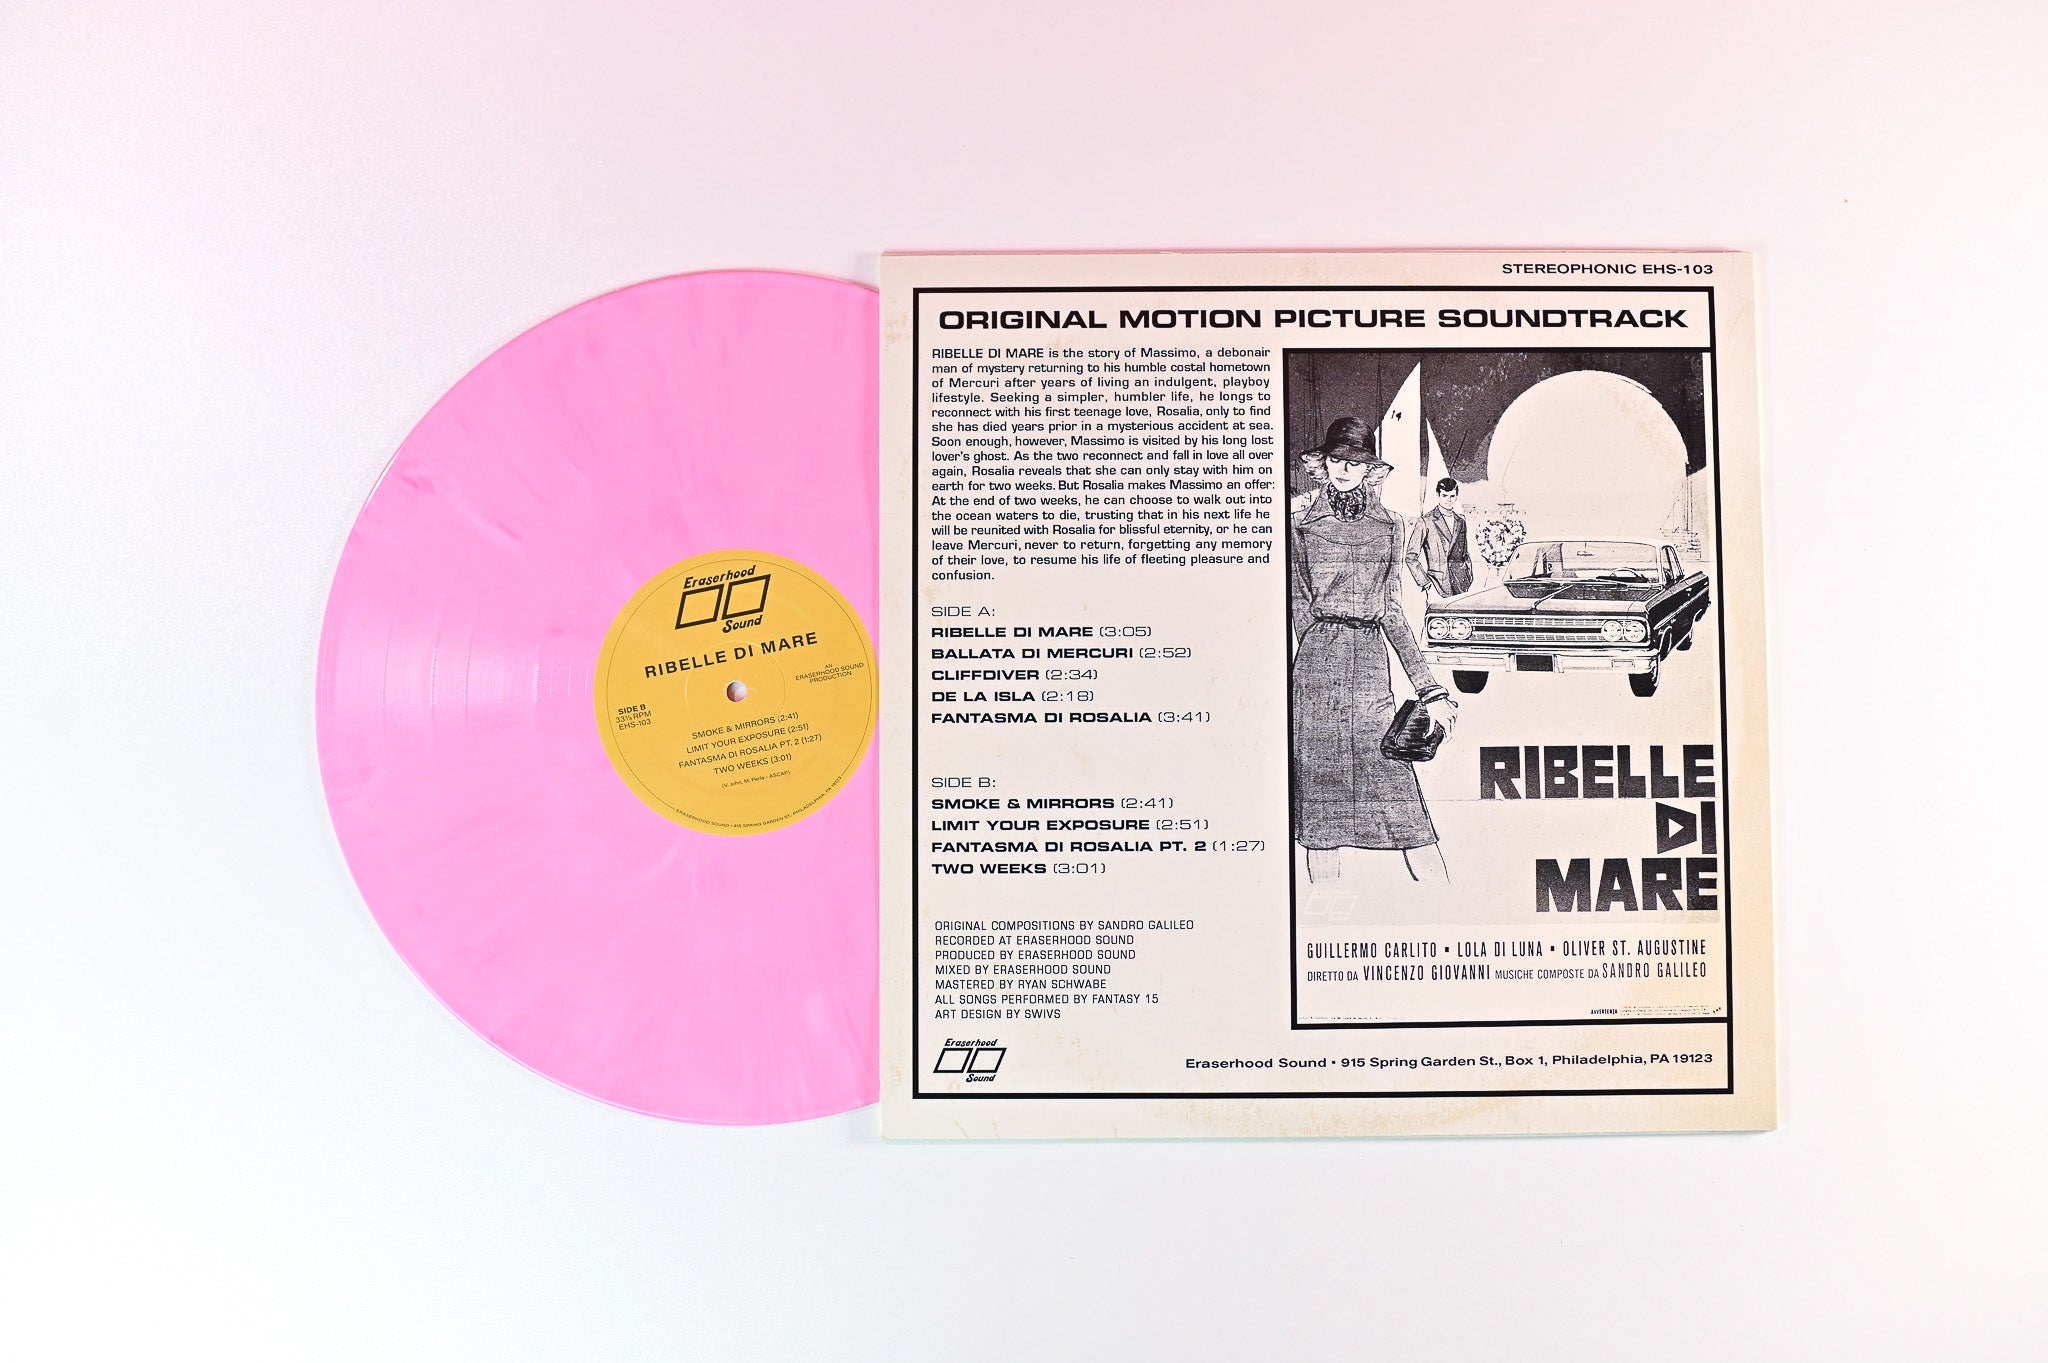 Eraserhood
Sound
RIBELLE DI MARE
AN
ERASERHOOD SOUND
PRODUCTION
SIDE B
33⅓ RPM
EHS-103
SMOKE & MIRRORS (2:41)
LIMIT YOUR EXPOSURE (2:51)
FANTASMA DI ROSALIA PT. 2 (1:27)
TWO WEEKS (3:01)
(V. John, M. Perla - ASCAP)
ERASERHOOD SOUND • 915 SPRING GARDEN ST., PHILADELPHIA, PA 19123
STEREOPHONIC EHS-103
ORIGINAL MOTION PICTURE SOUNDTRACK
RIBELLE DI MARE is the story of Massimo, a debonair
man of mystery returning to his humble costal hometown
of Mercuri after years of living an indulgent, playboy
lifestyle. Seeking a simpler, humbler life, he longs to
reconnect with his first teenage love, Rosalia, only to find
she has died years prior in a mysterious accident at sea.
Soon enough, however, Massimo is visited by his long lost
lover's ghost. As the two reconnect and fall in love all over
again, Rosalia reveals that she can only stay with him on
earth for two weeks. But Rosalia makes Massimo an offer:
At the end of two weeks, he can choose to walk out into
the ocean waters to die, trusting that in his next life he
will be reunited with Rosalia for blissful eternity, or he can
leave Mercuri, never to return, forgetting any memory
of their love, to resume his life of fleeting pleasure and
confusion.
SIDE A:
RIBELLE DI MARE (3:05)
BALLATA DI MERCURI (2:52)
CLIFFDIVER (2:34)
DE LA ISLA (2:18)
FANTASMA DI ROSALIA (3:41)
SIDE B:
SMOKE & MIRRORS (2:41)
LIMIT YOUR EXPOSURE (2:51)
FANTASMA DI ROSALIA PT. 2 (1:27)
TWO WEEKS (3:01)
ORIGINAL COMPOSITIONS BY SANDRO GALILEO
RECORDED AT ERASERHOOD SOUND
PRODUCED BY ERASERHOOD SOUND
MIXED BY ERASERHOOD SOUND
MASTERED BY RYAN SCHWABE
ALL SONGS PERFORMED BY FANTASY 15
ART DESIGN BY SWIVS
14
RIBELLE
DI
MARE
GUILLERMO CARLITO ▪ LOLA DI LUNA ▪ OLIVER ST. AUGUSTINE
DIRETTO DA VINCENZO GIOVANNI MUSICHE COMPOSTE DA SANDRO GALILEO
AVVERTENZA
Eraserhood
Sound
Eraserhood Sound ▪ 915 Spring Garden St., Box 1, Philadelphia, PA 19123